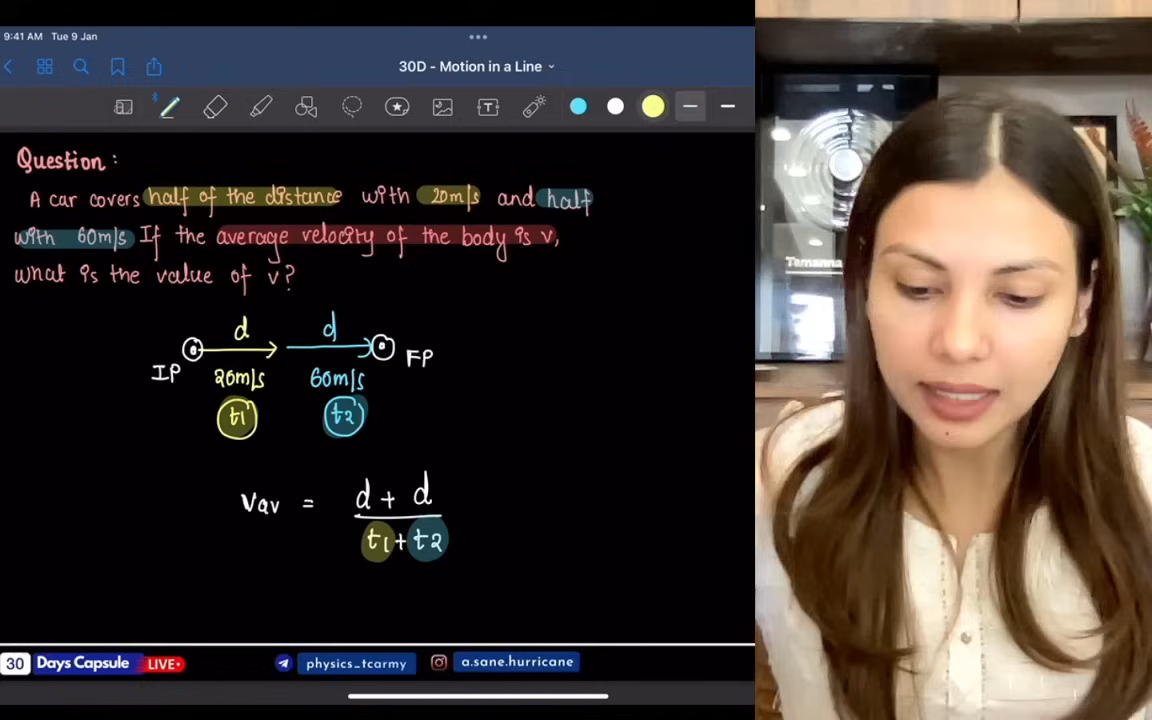 9:41 AM Tue 9 Jan
30D - Motion in a Line
Question:
A car covers half of the distance with 20m/s and half
with 60m/s If the average velocity of the body is v,
what is the value of v?
d d
IP FP
20m/s 60m/s
t1 t2
Vav = d + d
t1 + t2
Tamanna
30 Days Capsule LIVE physics_tcarmy a.sane.hurricane